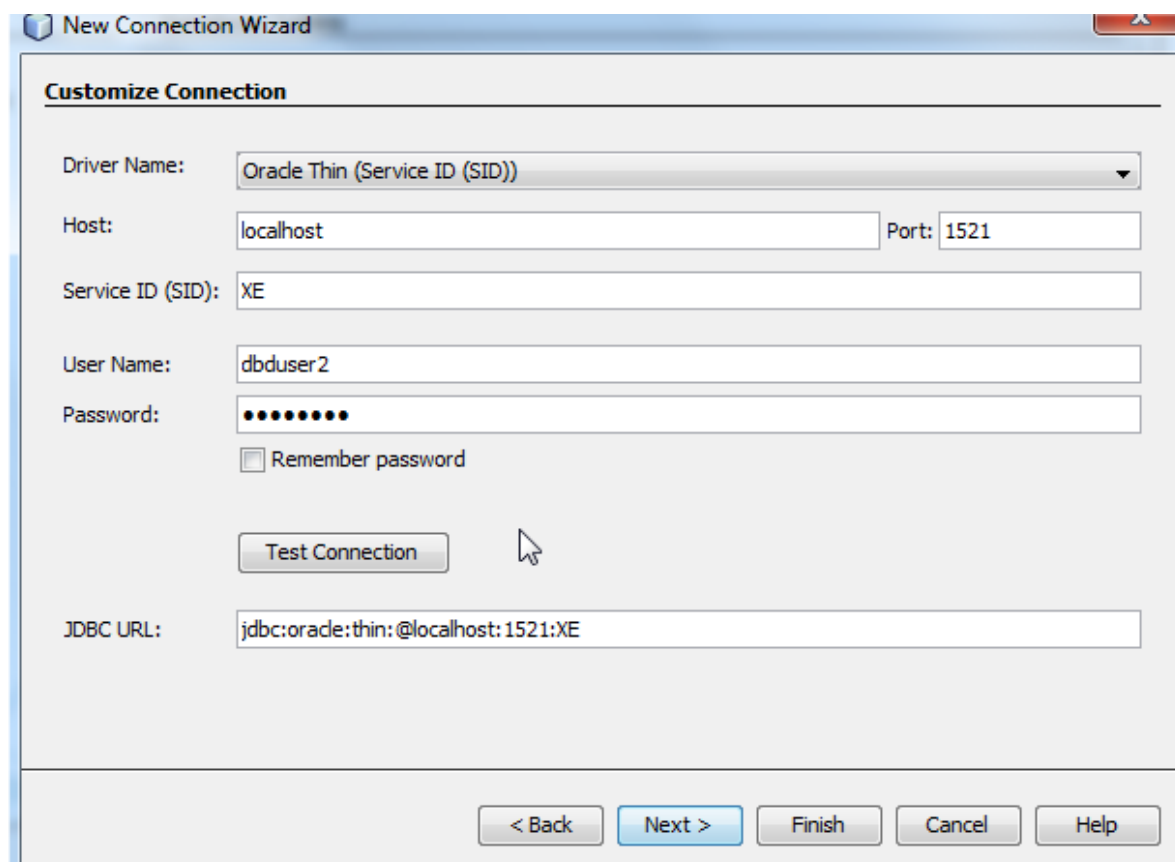 New Connection Wizard
Customize Connection
Driver Name: Oracle Thin (Service ID (SID))
Host: localhost Port: 1521
Service ID (SID): XE
User Name: dbduser2
Password: ●●●●●●●●
Remember password
Test Connection
JDBC URL: jdbc:oracle:thin:@localhost:1521:XE
< Back Next > Finish Cancel Help